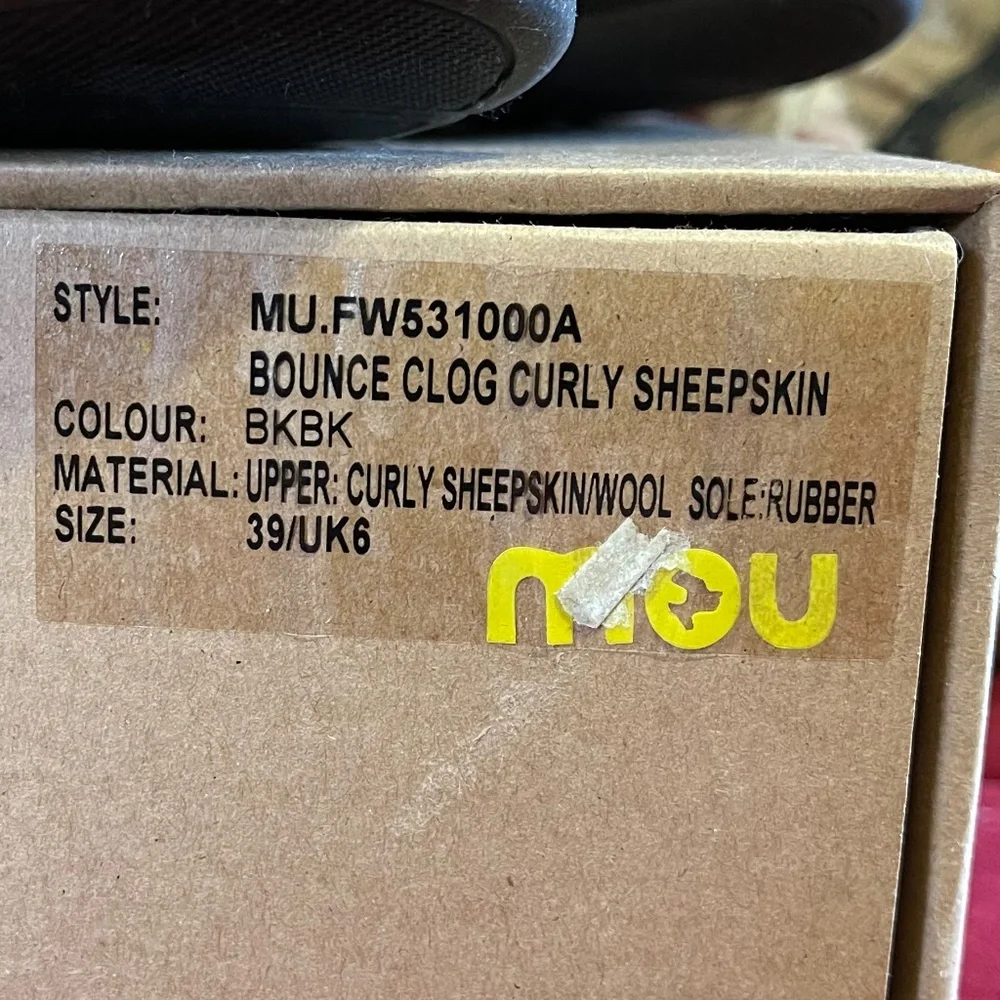 STYLE: MU.FW531000A
BOUNCE CLOG CURLY SHEEPSKIN
COLOUR: BKBK
MATERIAL: UPPER: CURLY SHEEPSKIN/WOOL SOLE:RUBBER
SIZE: 39/UK6
mou